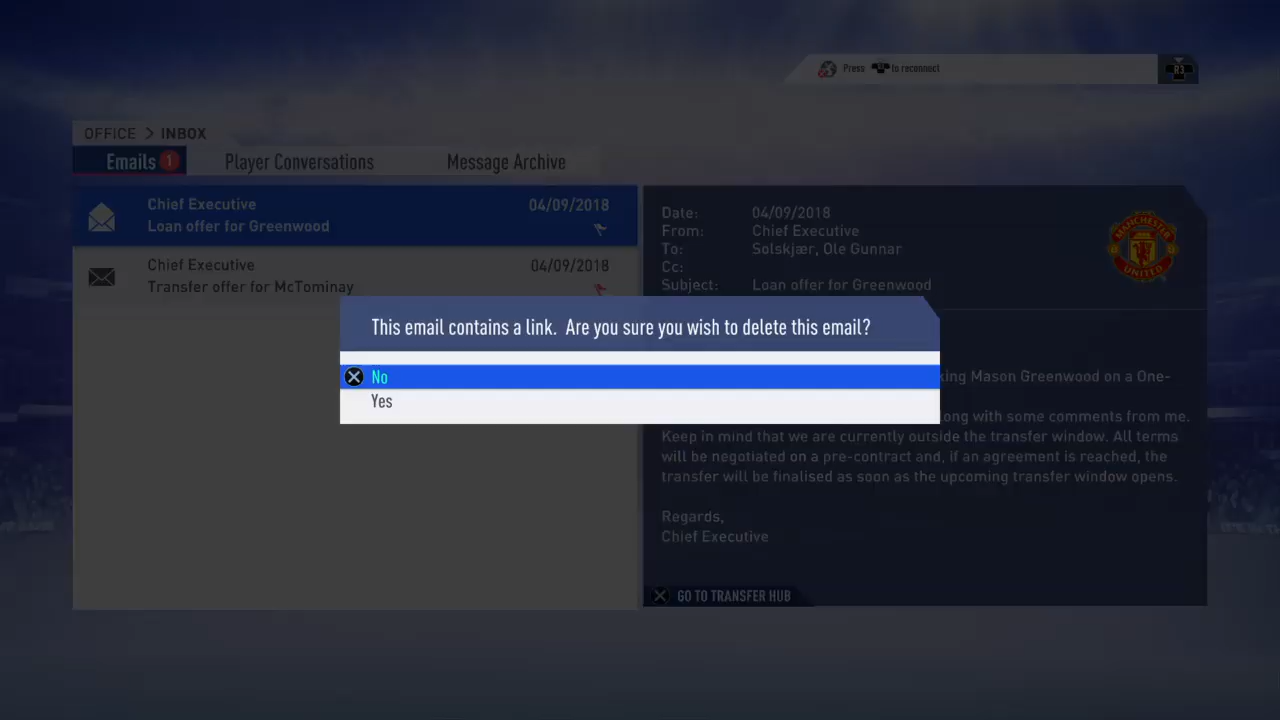 Press to reconnect
R3
OFFICE > INBOX
Emails 1
Player Conversations
Message Archive
Chief Executive 04/09/2018
Loan offer for Greenwood
Chief Executive 04/09/2018
Transfer offer for McTominay
Date: 04/09/2018
From: Chief Executive
To: Solskjær, Ole Gunnar
Cc:
Subject: Loan offer for Greenwood
MANCHESTER
UNITED
This email contains a link. Are you sure you wish to delete this email?
No
Yes
king Mason Greenwood on a One-
long with some comments from me.
Keep in mind that we are currently outside the transfer window. All terms
will be negotiated on a pre-contract and, if an agreement is reached, the
transfer will be finalised as soon as the upcoming transfer window opens.
Regards,
Chief Executive
GO TO TRANSFER HUB